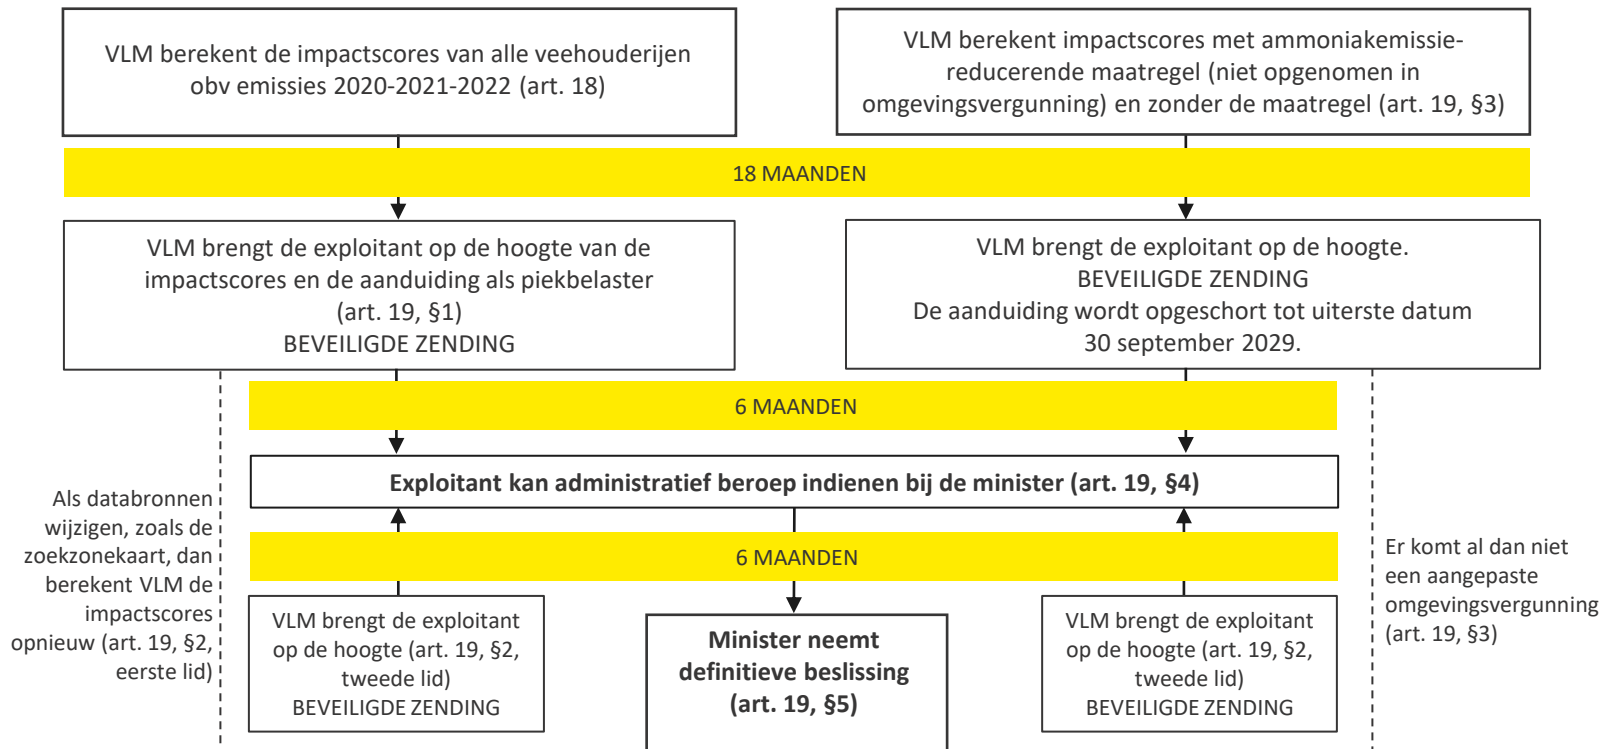 VLM berekent de impactscores van alle veehouderijen
obv emissies 2020-2021-2022 (art. 18)
VLM berekent impactscores met ammoniakemissie-
reducerende maatregel (niet opgenomen in
omgevingsvergunning) en zonder de maatregel (art. 19, §3)
18 MAANDEN
VLM brengt de exploitant op de hoogte van de
impactscores en de aanduiding als piekbelaster
(art. 19, §1)
BEVEILIGDE ZENDING
VLM brengt de exploitant op de hoogte.
BEVEILIGDE ZENDING
De aanduiding wordt opgeschort tot uiterste datum
30 september 2029.
6 MAANDEN
Exploitant kan administratief beroep indienen bij de minister (art. 19, §4)
Als databronnen
wijzigen, zoals de
zoekzonekaart, dan
berekent VLM de
impactscores
opnieuw (art. 19, §2,
eerste lid)
6 MAANDEN
VLM brengt de exploitant
op de hoogte (art. 19, §2,
tweede lid)
BEVEILIGDE ZENDING
Minister neemt
definitieve beslissing
(art. 19, §5)
VLM brengt de exploitant
op de hoogte (art. 19, §2,
tweede lid)
BEVEILIGDE ZENDING
Er komt al dan niet
een aangepaste
omgevingsvergunning
(art. 19, §3)